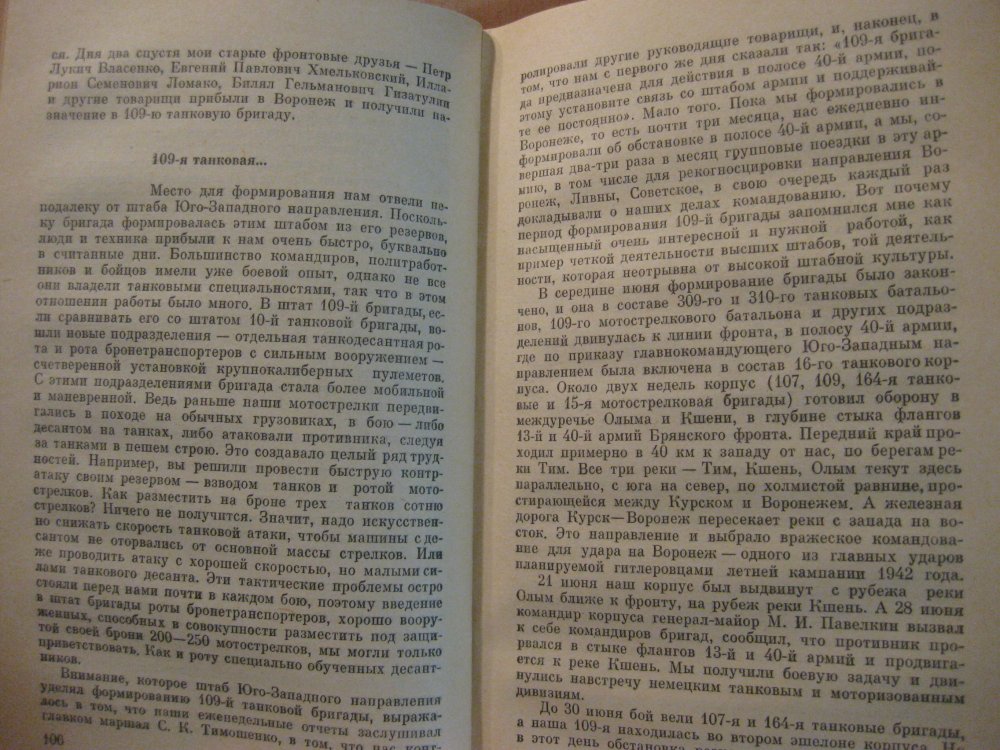 ся. Дня два спустя мои старые фронтовые друзья — Петр
Лукич Власенко, Евгений Павлович Хмельковский, Илла-
рион Семенович Ломако, Билял Гельманович Гизатулин
и другие товарищи прибыли в Воронеж и получили на-
значение в 109-ю танковую бригаду.
109-я танковая...
Место для формирования нам отвели не-
подалеку от штаба Юго-Западного направления. Посколь-
ку бригада формировалась этим штабом из его резервов,
люди и техника прибыли к нам очень быстро, буквально
в считанные дни. Большинство командиров, политработ-
ников и бойцов имели уже боевой опыт, однако не все
они владели танковыми специальностями, так что в этом
отношении работы было много. В штат 109-й бригады, ес-
ли сравнивать его со штатом 10-й танковой бригады, во-
шли новые подразделения — отдельная танкодесантная ро-
та и рота бронетранспортеров с сильным вооружением —
счетверенной установкой крупнокалиберных пулеметов.
С этими подразделениями бригада стала более мобильной
и маневренной. Ведь раньше наши мотострелки передви-
гались в походе на обычных грузовиках, в бою — либо
десантом на танках, либо атаковали противника, следуя
за танками в пешем строю. Это создавало целый ряд труд-
ностей. Например, вы решили провести быструю контр-
атаку своим резервом — взводом танков и ротой мото-
стрелков. Как разместить на броне трех танков сотню
стрелков? Ничего не получится. Значит, надо искусствен-
но снижать скорость танковой атаки, чтобы машины с де-
сантом не оторвались от основной массы стрелков. Или
же проводить атаку с хорошей скоростью, но малыми си-
лами танкового десанта. Эти тактические проблемы остро
стояли перед нами почти в каждом бою, поэтому введение
в штат бригады роты бронетранспортеров, хорошо воору-
женных, способных в совокупности разместить под защи-
той своей брони 200—250 мотострелков, мы могли только
приветствовать. Как и роту специально обученных десант-
ников.
Внимание, которое штаб Юго-Западного направления
уделял формированию 109-й танковой бригады, выража-
лось в том, что наши еженедельные отчеты заслушивал
главком маршал С. К. Тимошенко, в том, что нас конт-
106
ролировали другие руководящие товарищи, и, наконец, в
том, что нам с первого же дня сказали так: «109-я брига-
да предназначена для действия в полосе 40-й армии, по-
этому установите связь со штабом армии и поддерживай-
те ее постоянно». Мало того. Пока мы формировались в
Воронеже, то есть почти три месяца, нас ежедневно ин-
формировали об обстановке в полосе 40-й армии, а мы, со-
вершая два-три раза в месяц групповые поездки в эту ар-
мию, в том числе для рекогносцировки направления Во-
ронеж, Ливны, Советское, в свою очередь каждый раз
докладывали о наших делах командованию. Вот почему
период формирования 109-й бригады запомнился мне как
насыщенный очень интересной и нужной работой, как
пример четкой деятельности высших штабов, той деятель-
ности, которая неотрывна от высокой штабной культуры.
В середине июня формирование бригады было закон-
чено, и она в составе 309-го и 310-го танковых батальо-
нов, 109-го мотострелкового батальона и других подраз-
делений двинулась к линии фронта, в полосу 40-й армии,
где по приказу главнокомандующего Юго-Западным на-
правлением была включена в состав 16-го танкового кор-
пуса. Около двух недель корпус (107, 109, 164-я танко-
вые и 15-я мотострелковая бригады) готовил оборону в
междуречье Олыма и Кшени, в глубине стыка флангов
13-й и 40-й армий Брянского фронта. Передний край про-
ходил примерно в 40 км к западу от нас, по берегам ре-
ки Тим. Все три реки — Тим, Кшень, Олым текут здесь
параллельно, с юга на север, по холмистой равнине, про-
стирающейся между Курском и Воронежем. А железная
дорога Курск—Воронеж пересекает реки с запада на во-
сток. Это направление и выбрало вражеское командова-
ние для удара на Воронеж — одного из главных ударов
планируемой гитлеровцами летней кампании 1942 года.
21 июня наш корпус был выдвинут с рубежа реки
Олым ближе к фронту, на рубеж реки Кшень. А 28 июня
командир корпуса генерал-майор М. И. Павелкин вызвал
к себе командиров бригад, сообщил, что противник про-
рвался в стыке флангов 13-й и 40-й армий и продвига-
ется к реке Кшень. Мы получили боевую задачу и дви-
нулись навстречу немецким танковым и моторизованным
дивизиям.
До 30 июня бой вели 107-я и 164-я танковые бригады,
а наша 109-я находилась во втором эшелоне корпуса. Но
в этот день обстановка